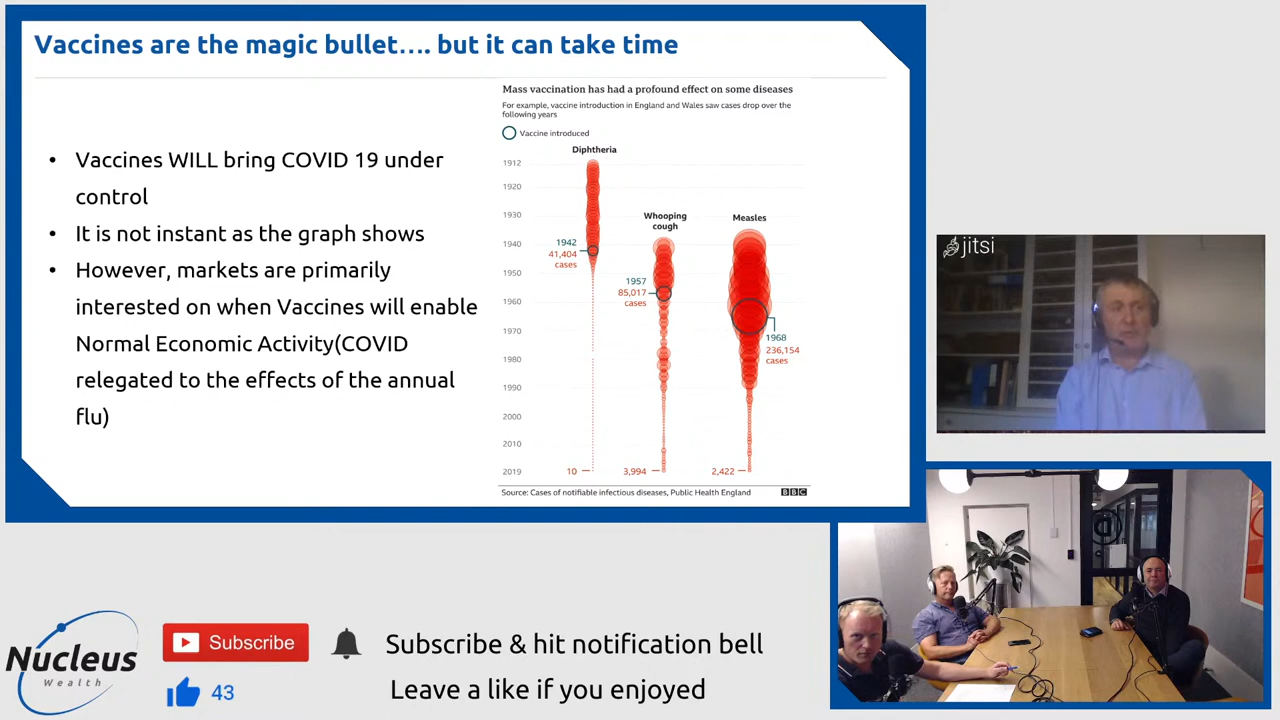 Vaccines are the magic bullet…. but it can take time
• Vaccines WILL bring COVID 19 under
control
• It is not instant as the graph shows
• However, markets are primarily
interested on when Vaccines will enable
Normal Economic Activity(COVID
relegated to the effects of the annual
flu)
Mass vaccination has had a profound effect on some diseases
For example, vaccine introduction in England and Wales saw cases drop over the
following years
Vaccine introduced
Diphtheria
Whooping
cough
Measles
1912
1920
1930
1940
1950
1960
1970
1980
1990
2000
2010
2019
1942
41,404
cases
1957
85,017
cases
1968
236,154
cases
10
3,994
2,422
Source: Cases of notifiable infectious diseases, Public Health England
BBC
jitsi
Nucleus
Wealth
Subscribe
43
Subscribe & hit notification bell
Leave a like if you enjoyed